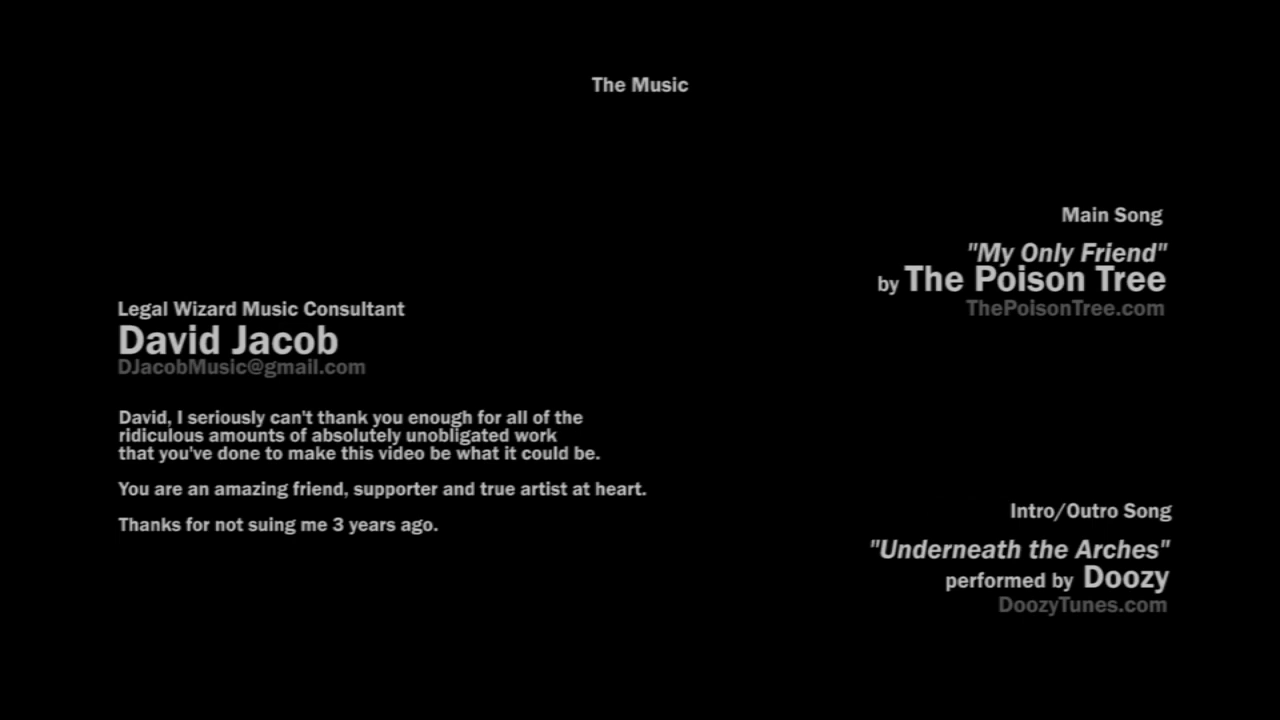 The Music
Legal Wizard Music Consultant
David Jacob
DJacobMusic@gmail.com
David, I seriously can't thank you enough for all of the
ridiculous amounts of absolutely unobligated work
that you've done to make this video be what it could be.
You are an amazing friend, supporter and true artist at heart.
Thanks for not suing me 3 years ago.
Main Song
"My Only Friend"
by The Poison Tree
ThePoisonTree.com
Intro/Outro Song
"Underneath the Arches"
performed by Doozy
DoozyTunes.com